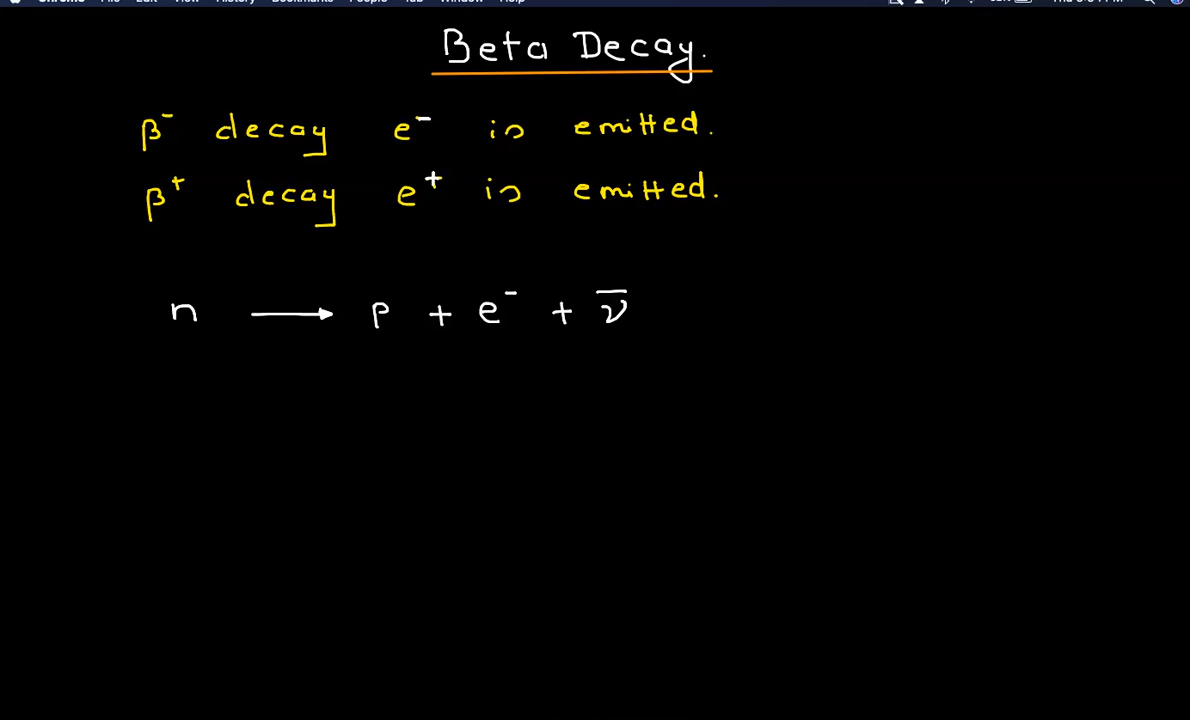 Beta Decay.
β⁻ decay e⁻ is emitted.
β⁺ decay e⁺ is emitted.
n ⟶ p + e⁻ + ν̅